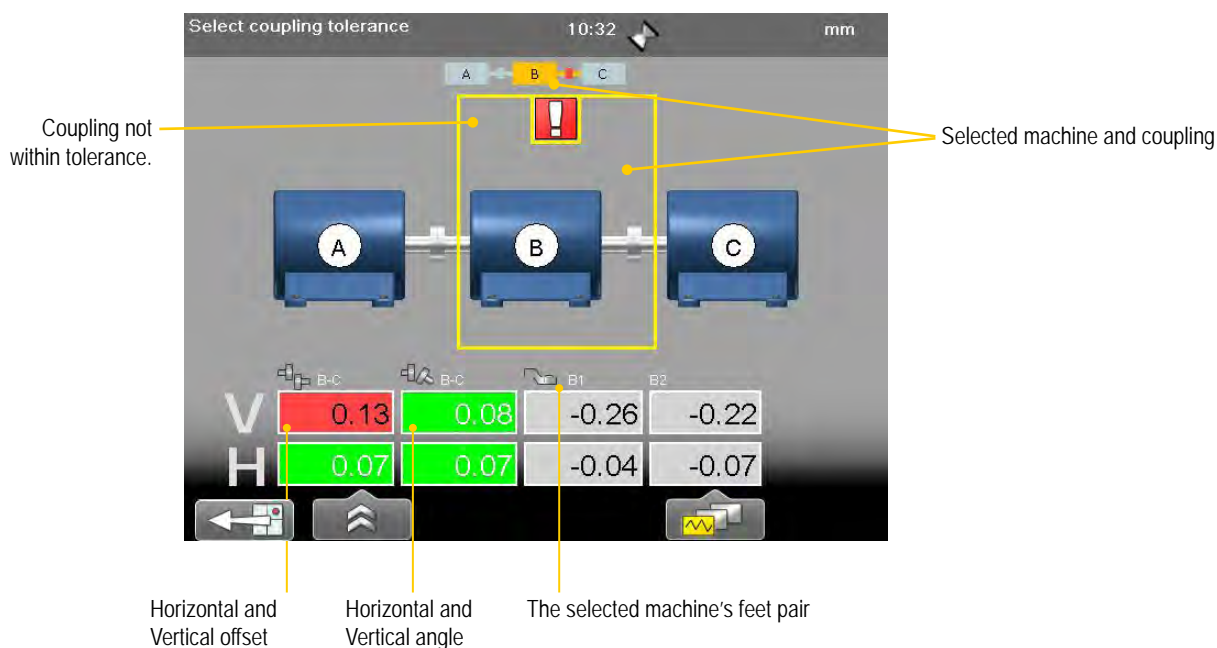 Select coupling tolerance 10:32 mm
A B C
!
Coupling not
within tolerance.
Selected machine and coupling
A B C
B-C B-C B1 B2
V 0.13 0.08 -0.26 -0.22
H 0.07 0.07 -0.04 -0.07
Horizontal and
Vertical offset
Horizontal and
Vertical angle
The selected machine's feet pair